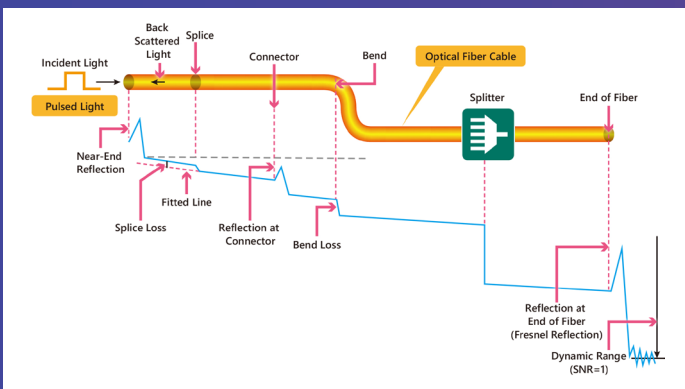 Back
Scattered
Light
Splice
Incident Light
Connector
Bend
Optical Fiber Cable
Pulsed Light
Splitter
End of Fiber
Near-End
Reflection
Fitted Line
Splice Loss
Reflection at
Connector
Bend Loss
Reflection at
End of Fiber
(Fresnel Reflection)
Dynamic Range
(SNR=1)